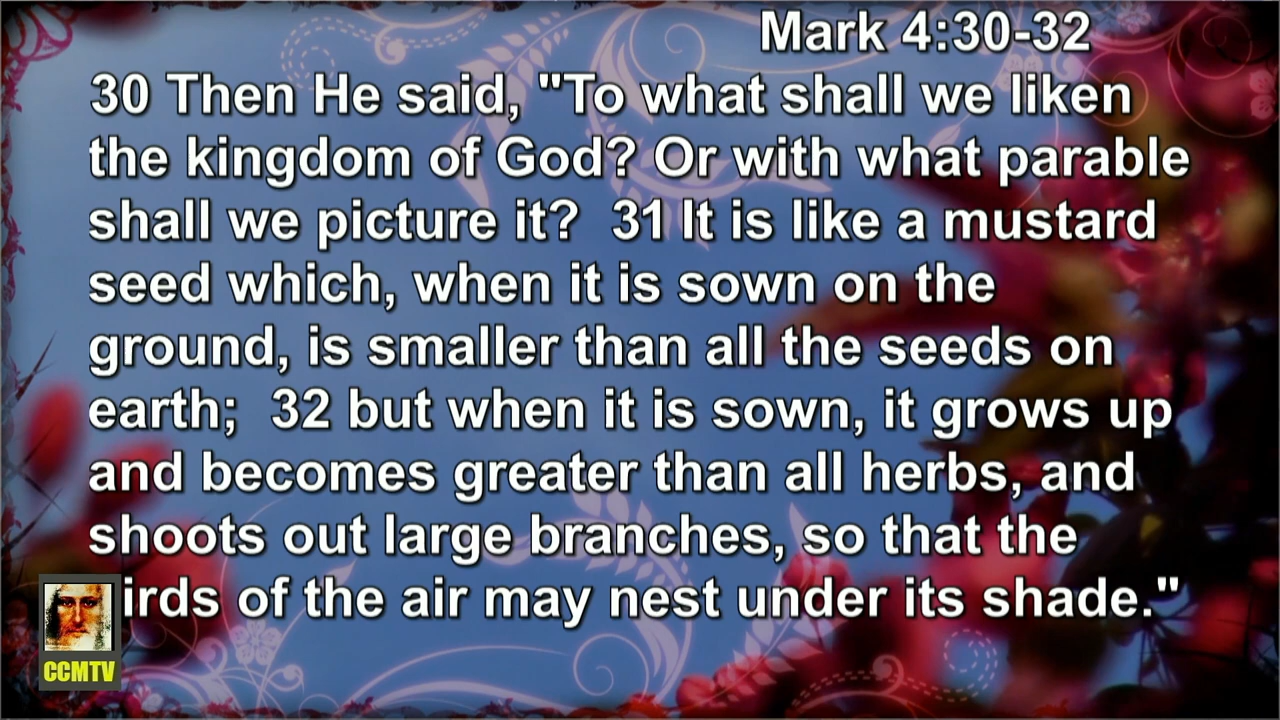 Mark 4:30-32
30 Then He said, "To what shall we liken
the kingdom of God? Or with what parable
shall we picture it?  31 It is like a mustard
seed which, when it is sown on the
ground, is smaller than all the seeds on
earth;  32 but when it is sown, it grows up
and becomes greater than all herbs, and
shoots out large branches, so that the
irds of the air may nest under its shade."
CCMTV